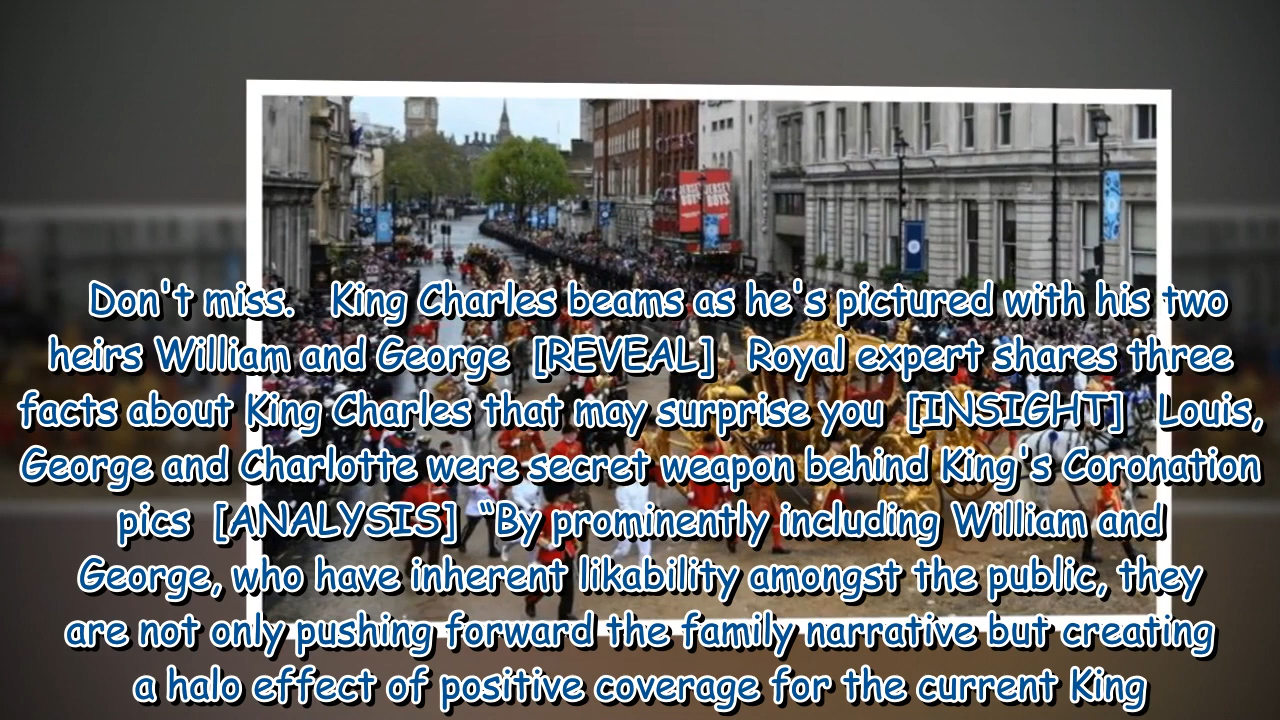 JERSEY
BOYS
Don't miss. King Charles beams as he's pictured with his two
heirs William and George [REVEAL] Royal expert shares three
facts about King Charles that may surprise you [INSIGHT] Louis,
George and Charlotte were secret weapon behind King's Coronation
pics [ANALYSIS] “By prominently including William and
George, who have inherent likability amongst the public, they
are not only pushing forward the family narrative but creating
a halo effect of positive coverage for the current King